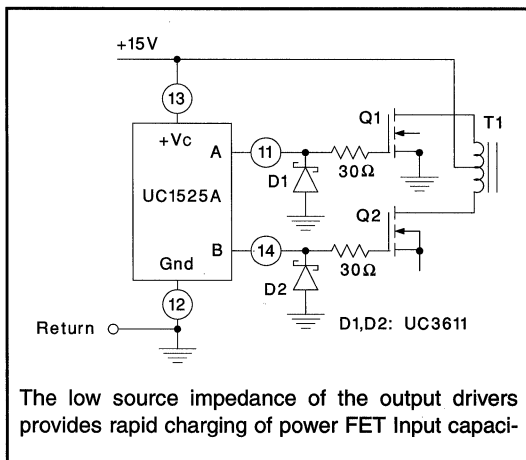 +15V
13
+Vc
A
11
Q1
T1
D1
30Ω
UC1525A
Q2
B
14
30Ω
Gnd
D2
12
D1,D2: UC3611
Return
The low source impedance of the output drivers
provides rapid charging of power FET Input capaci-